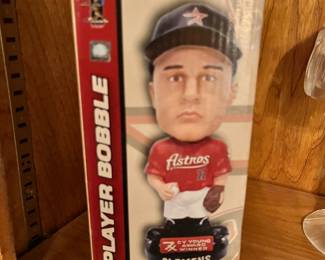 PLAYER BOBBLE
Astros
7X CY YOUNG
AWARD
WINNER
CLEMENS